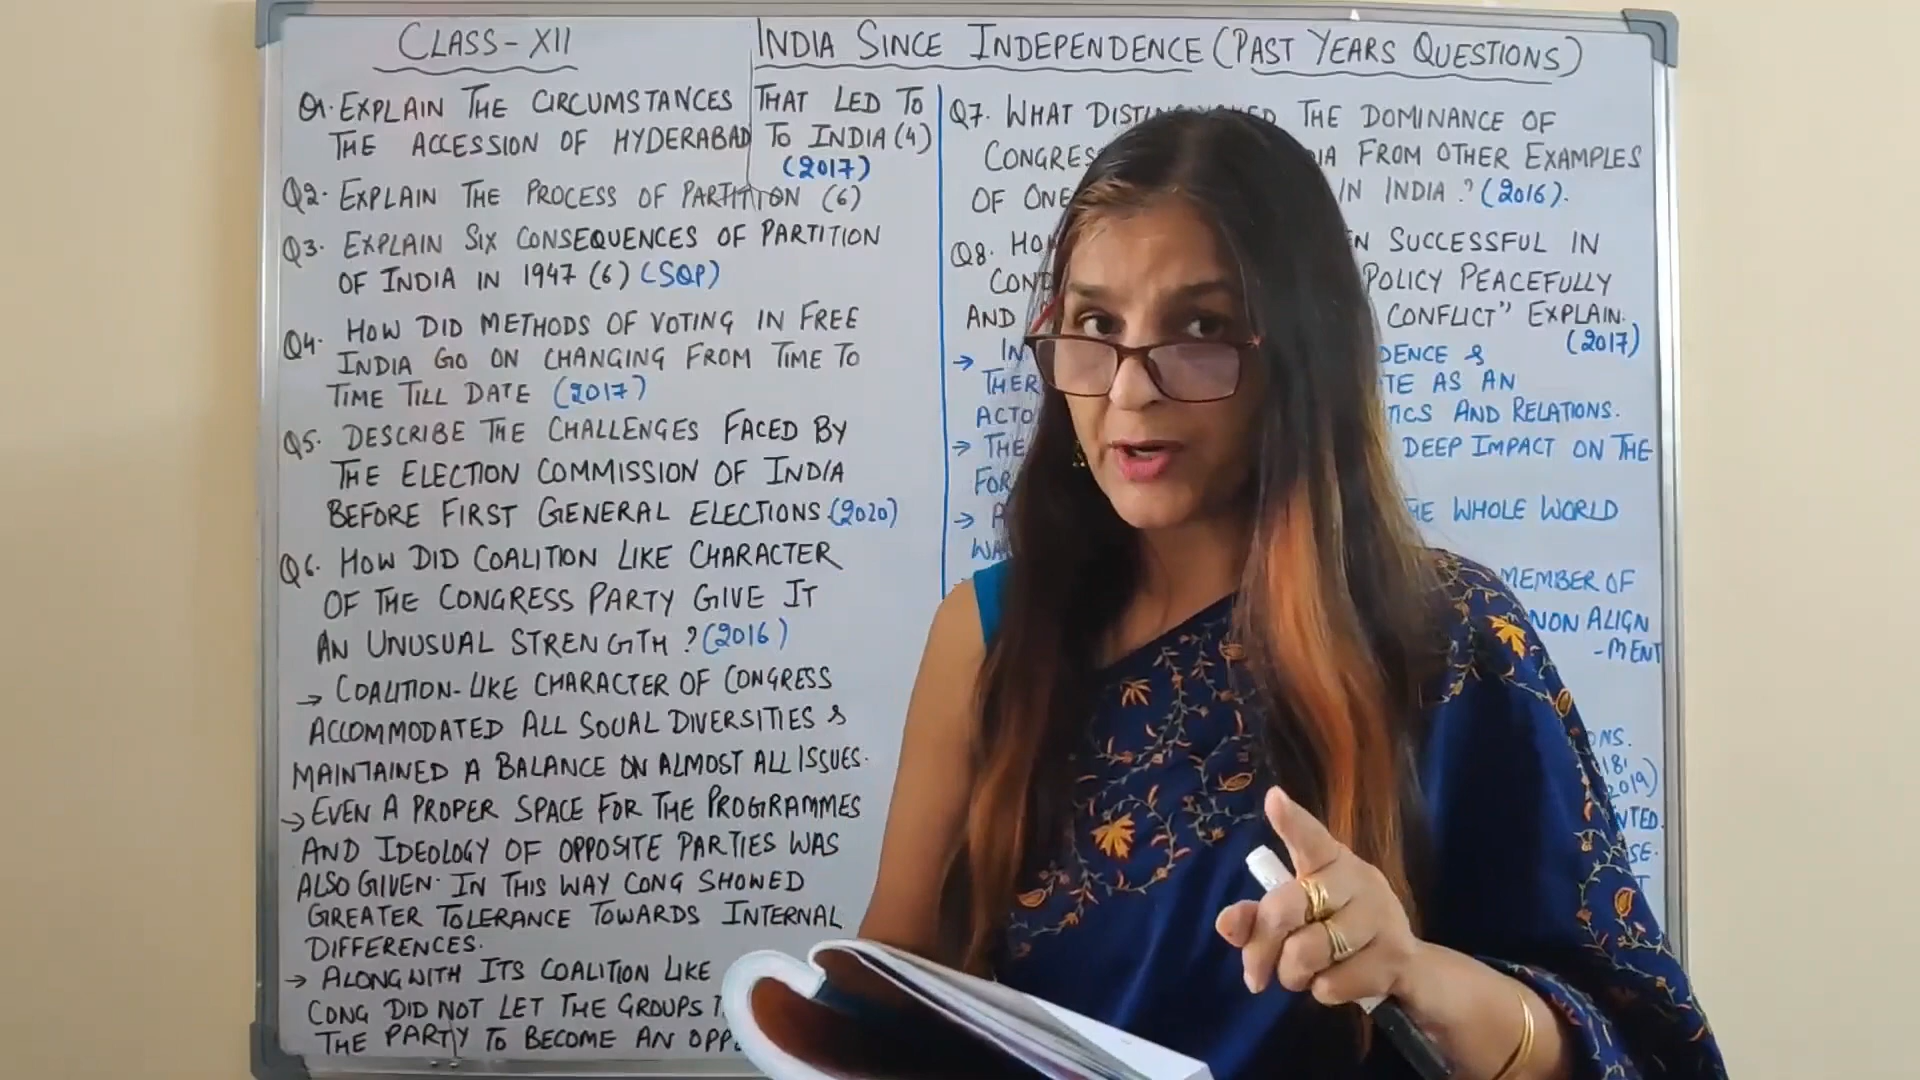 CLASS-XII
INDIA SINCE INDEPENDENCE (PAST YEARS QUESTIONS)
Q1. EXPLAIN THE CIRCUMSTANCES THAT LED TO
THE ACCESSION OF HYDERABAD TO INDIA (4)
(2017)
Q2. EXPLAIN THE PROCESS OF PARTITION (6)
Q3. EXPLAIN SIX CONSEQUENCES OF PARTITION
OF INDIA IN 1947 (6) (SQP)
Q4. HOW DID METHODS OF VOTING IN FREE
INDIA GO ON CHANGING FROM TIME TO
TIME TILL DATE (2017)
Q5. DESCRIBE THE CHALLENGES FACED BY
THE ELECTION COMMISSION OF INDIA
BEFORE FIRST GENERAL ELECTIONS. (2020)
Q6. HOW DID COALITION LIKE CHARACTER
OF THE CONGRESS PARTY GIVE IT
AN UNUSUAL STRENGTH? (2016)
→ COALITION-LIKE CHARACTER OF CONGRESS
ACCOMMODATED ALL SOCIAL DIVERSITIES &
MAINTAINED A BALANCE ON ALMOST ALL ISSUES.
→ EVEN A PROPER SPACE FOR THE PROGRAMMES
AND IDEOLOGY OF OPPOSITE PARTIES WAS
ALSO GIVEN. IN THIS WAY CONG SHOWED
GREATER TOLERANCE TOWARDS INTERNAL
DIFFERENCES.
→ ALONGWITH ITS COALITION LIKE
CONG DID NOT LET THE GROUPS
THE PARTY TO BECOME AN
Q7. WHAT THE DOMINANCE OF
FROM OTHER EXAMPLES
OF ONE IN INDIA? (2016).
Q8. SUCCESSFUL IN
POLICY PEACEFULLY
AND CONFLICT" EXPLAIN.
(2017)
→ IN &
AS AN
AND RELATIONS.
→ THE DEEP IMPACT ON THE
→ WHOLE WORLD
MEMBER OF
NON ALIGN
-MENT
2019)